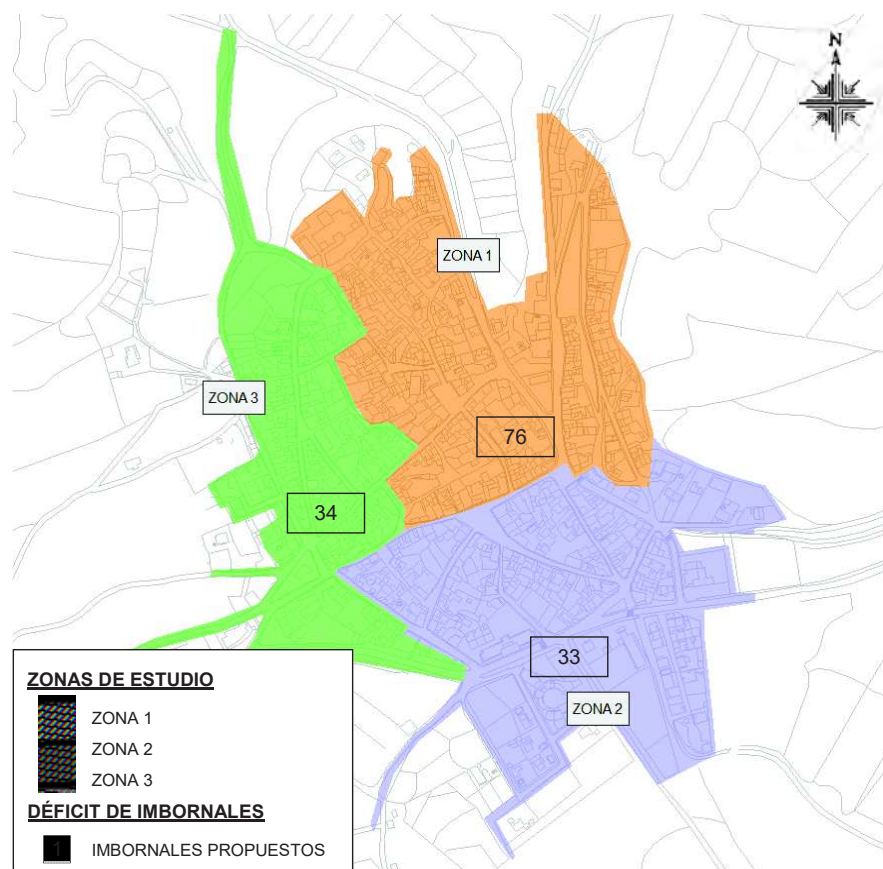 N
ZONA 1
ZONA 3
76
34
33
ZONA 2
ZONAS DE ESTUDIO
ZONA 1
ZONA 2
ZONA 3
DÉFICIT DE IMBORNALES
1 IMBORNALES PROPUESTOS